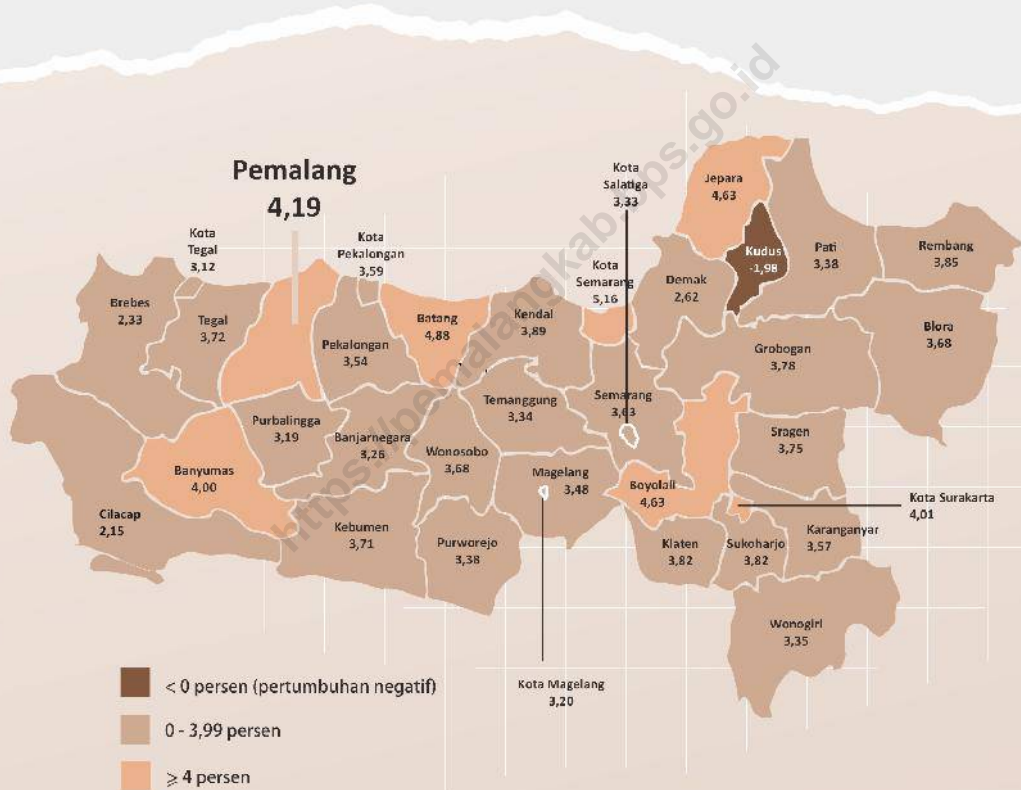 https://pemalangkab.bps.go.id
Pemalang
4,19
Kota
Tegal
3,12
Kota
Pekalongan
3,59
Kota
Salatiga
3,33
Kota
Semarang
5,16
Jepara
4,63
Kudus
-1,98
Pati
3,38
Rembang
3,85
Brebes
2,33
Tegal
3,72
Pekalongan
3,54
Batang
4,88
Kendal
3,89
Demak
2,62
Grobogan
3,78
Blora
3,68
Purbalingga
3,19
Banjarnegara
3,26
Wonosobo
3,68
Temanggung
3,34
Semarang
3,63
Sragen
3,75
Banyumas
4,00
Magelang
3,48
Boyolali
4,63
Kota Surakarta
4,01
Cilacap
2,15
Kebumen
3,71
Purworejo
3,38
Klaten
3,82
Sukoharjo
3,82
Karanganyar
3,57
Wonogiri
3,35
Kota Magelang
3,20
< 0 persen (pertumbuhan negatif)
0 - 3,99 persen
⩾ 4 persen